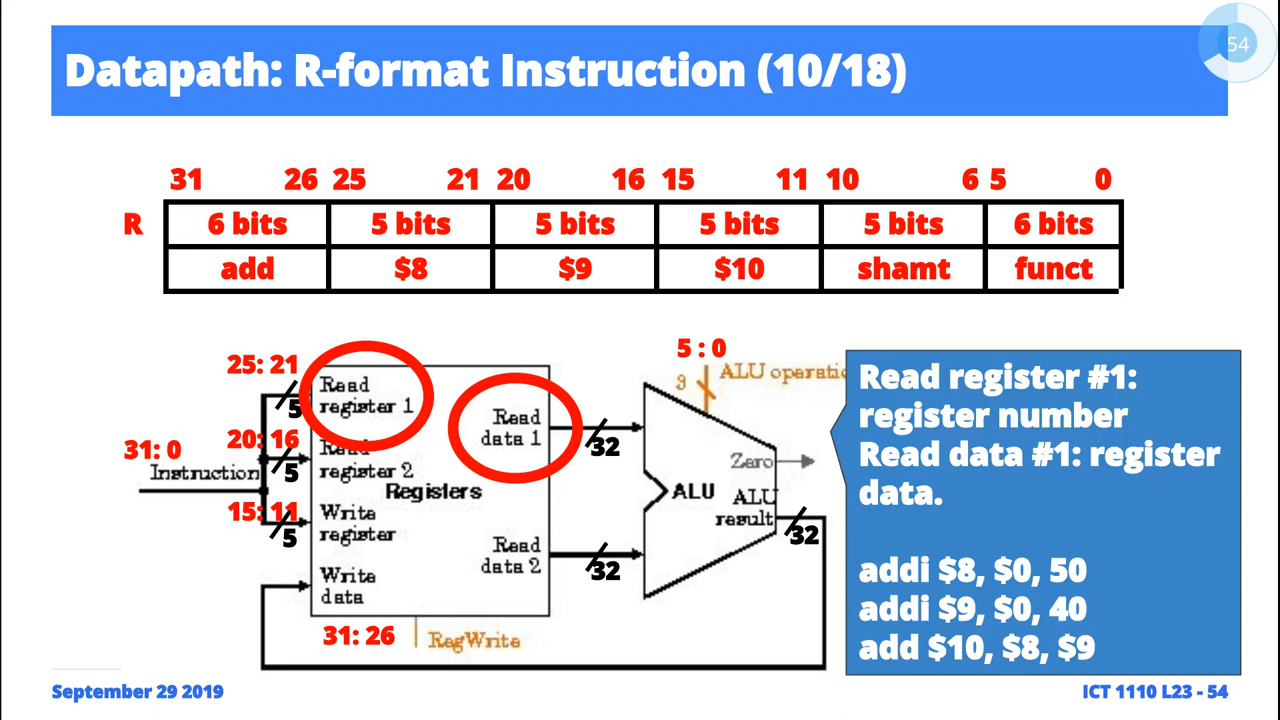 54
Datapath: R-format Instruction (10/18)
31 26 25 21 20 16 15 11 10 6 5 0
R 6 bits 5 bits 5 bits 5 bits 5 bits 6 bits
add $8 $9 $10 shamt funct
25: 21
5
Read
register 1
20: 16
5
Read
register 2
31: 0
Instruction
15: 11
5
Write
register
Write
data
Registers
Read
data 1
32
Read
data 2
32
31: 26
RegWrite
5 : 0
3
ALU operatio
Zero
ALU
ALU
result
32
Read register #1:
register number
Read data #1: register
data.
addi $8, $0, 50
addi $9, $0, 40
add $10, $8, $9
September 29 2019
ICT 1110 L23 - 54